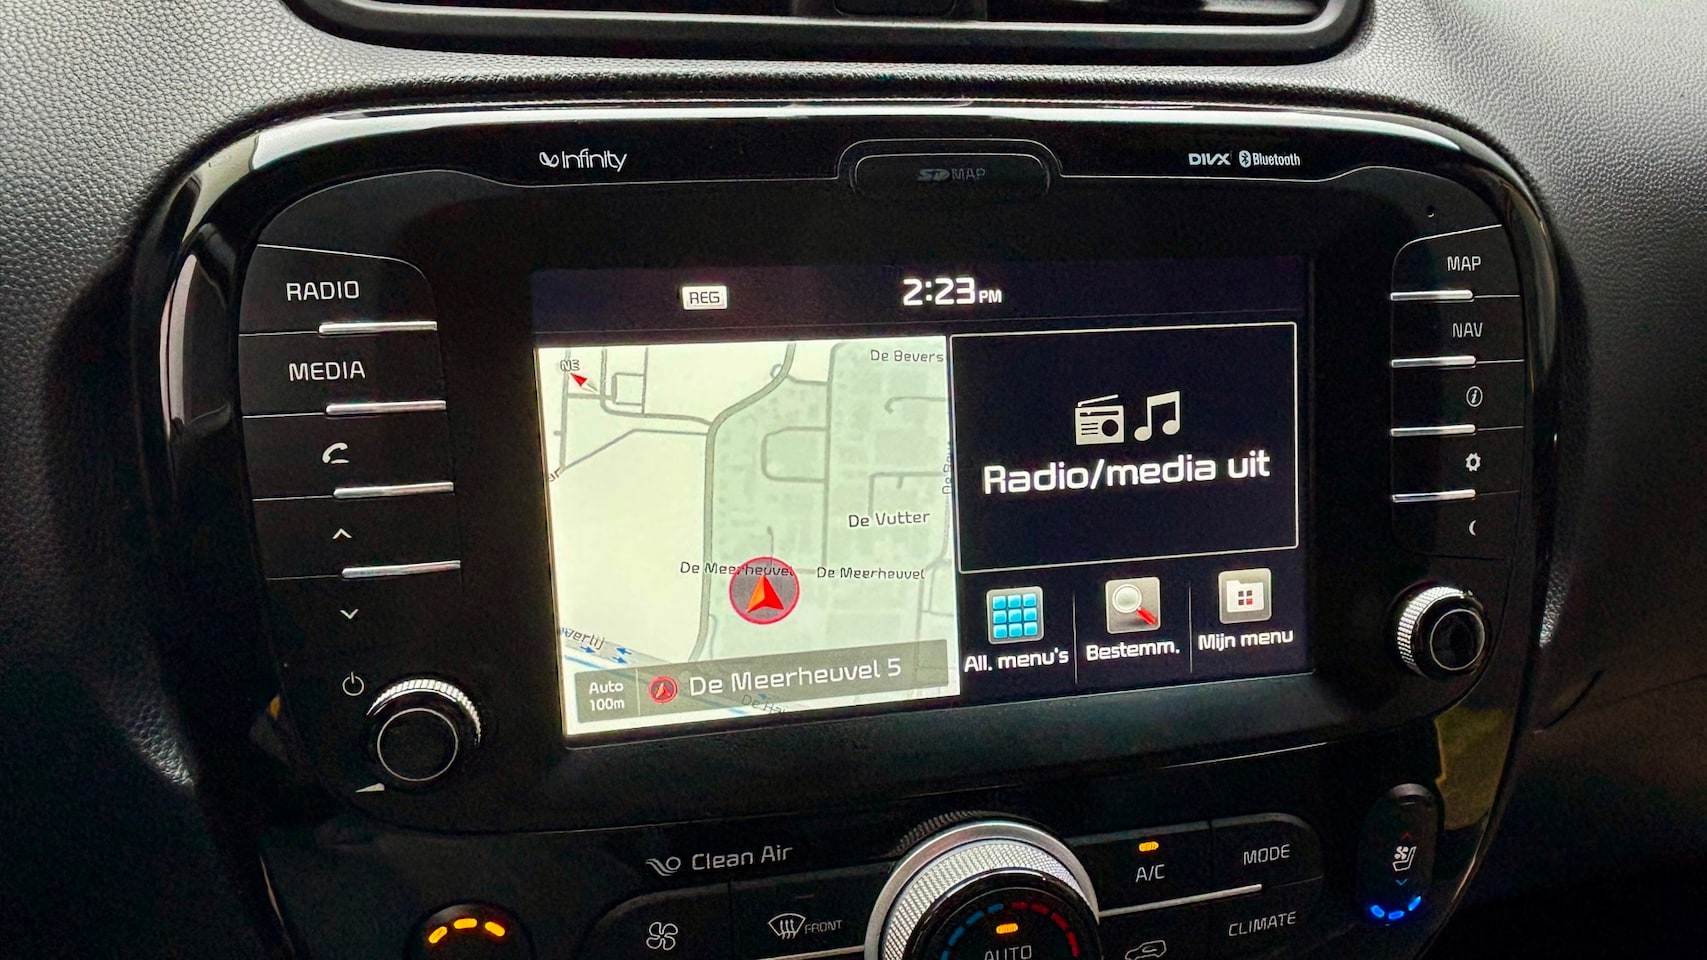 infinity
SD MAP
DIVX Bluetooth
RADIO
MEDIA
MAP
NAV
REG
2:23 PM
NE
De Bevers
De Vutter
De Meerheuvel
De Meerheuvel
Auto
100m
De Meerheuvel 5
Radio/media uit
All. menu's
Bestemm.
Mijn menu
Clean Air
FRONT
AUTO
A/C
MODE
CLIMATE